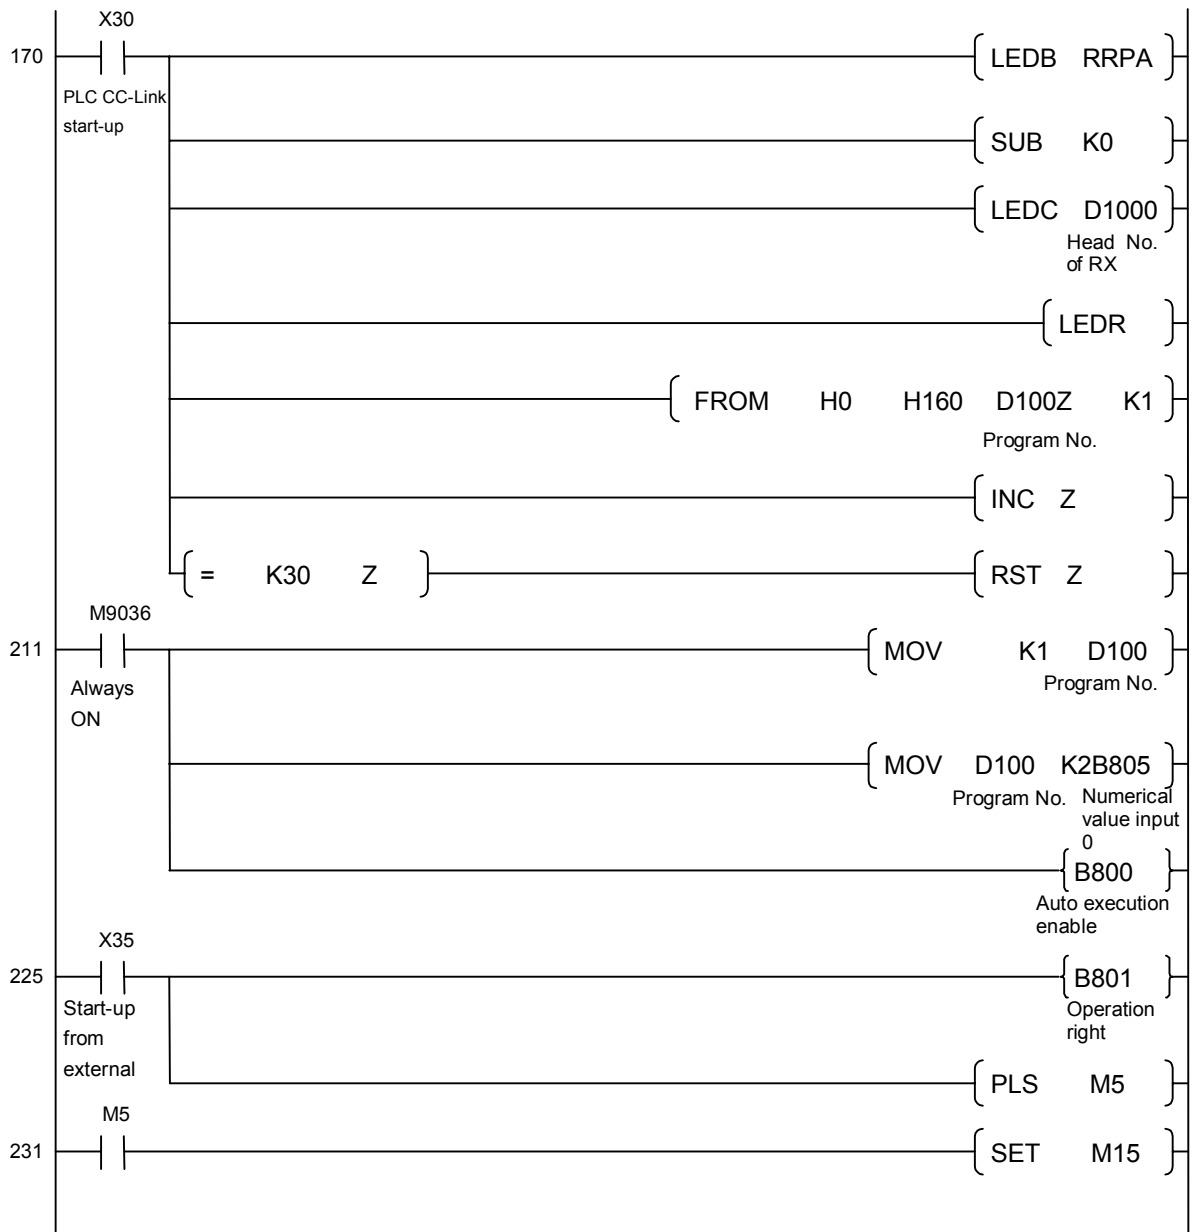 X30
170
LEDB RRPA
PLC CC-Link
start-up
SUB K0
LEDC D1000
Head No.
of RX
LEDR
FROM H0 H160 D100Z K1
Program No.
INC Z
= K30 Z
RST Z
M9036
211
MOV K1 D100
Program No.
Always
ON
MOV D100 K2B805
Program No. Numerical
value input
0
B800
Auto execution
enable
X35
225
B801
Start-up
from
external
Operation
right
PLS M5
M5
231
SET M15